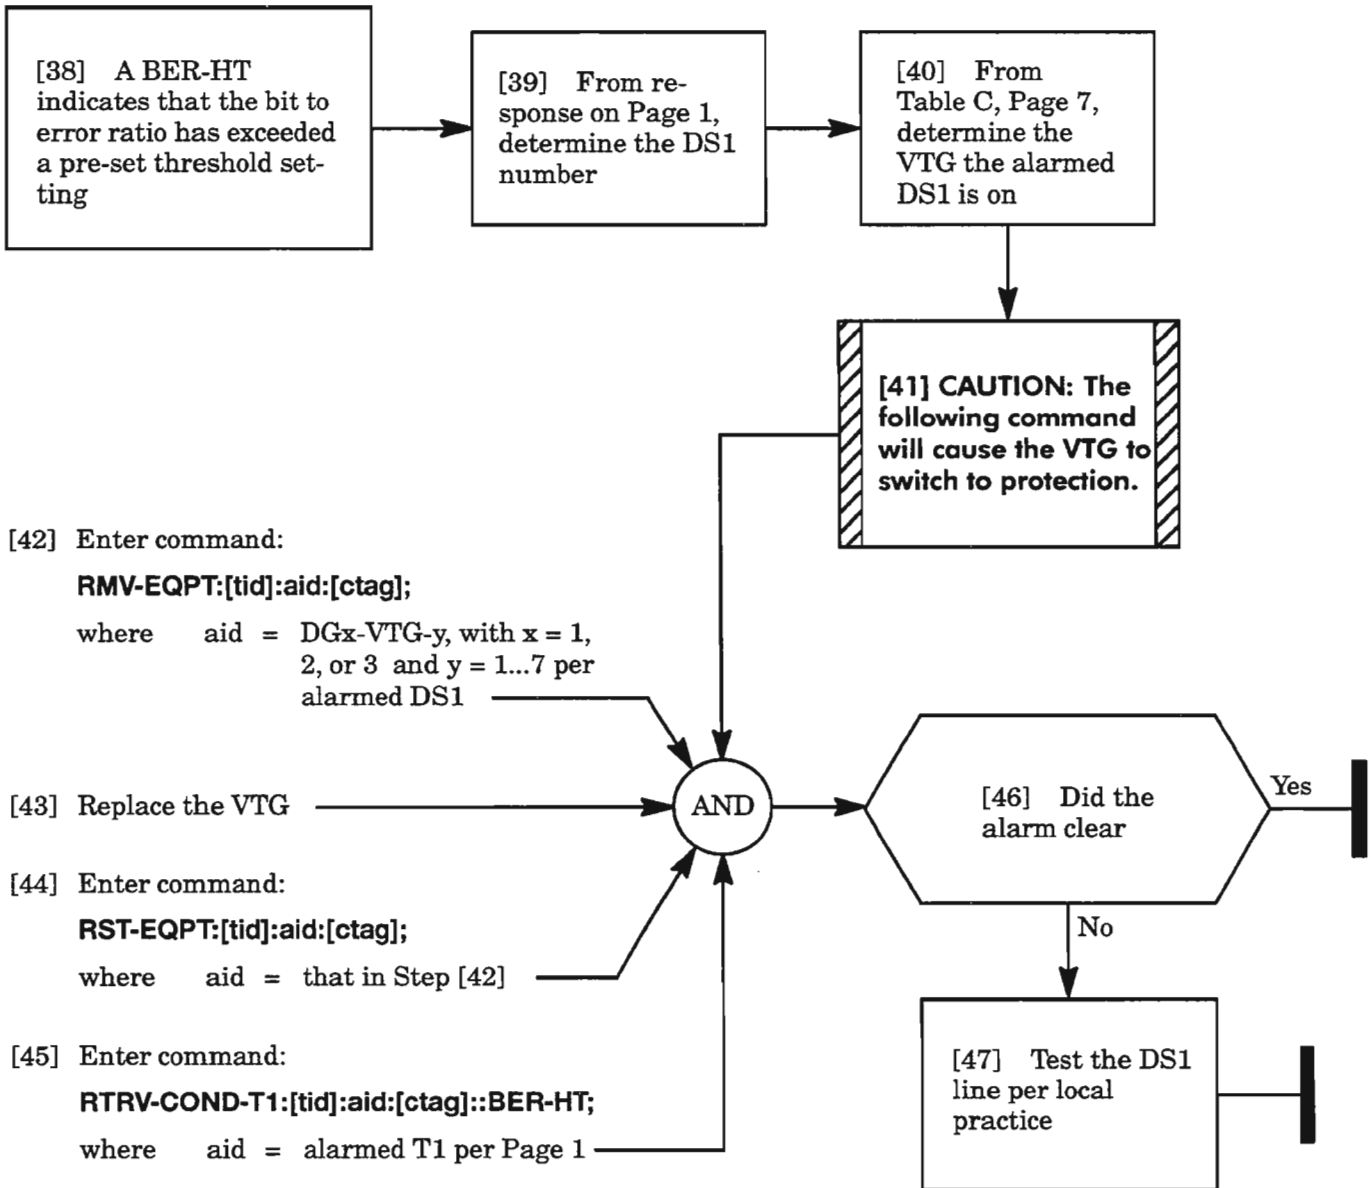 [38] A BER-HT
indicates that the bit to
error ratio has exceeded
a pre-set threshold set-
ting
[39] From re-
sponse on Page 1,
determine the DS1
number
[40] From
Table C, Page 7,
determine the
VTG the alarmed
DS1 is on
[41] CAUTION: The
following command
will cause the VTG to
switch to protection.
[42] Enter command:
RMV-EQPT:[tid]:aid:[ctag];
where aid = DGx-VTG-y, with x = 1,
2, or 3 and y = 1...7 per
alarmed DS1
[43] Replace the VTG
AND
[44] Enter command:
RST-EQPT:[tid]:aid:[ctag];
where aid = that in Step [42]
[45] Enter command:
RTRV-COND-T1:[tid]:aid:[ctag]::BER-HT;
where aid = alarmed T1 per Page 1
[46] Did the
alarm clear
Yes
No
[47] Test the DS1
line per local
practice